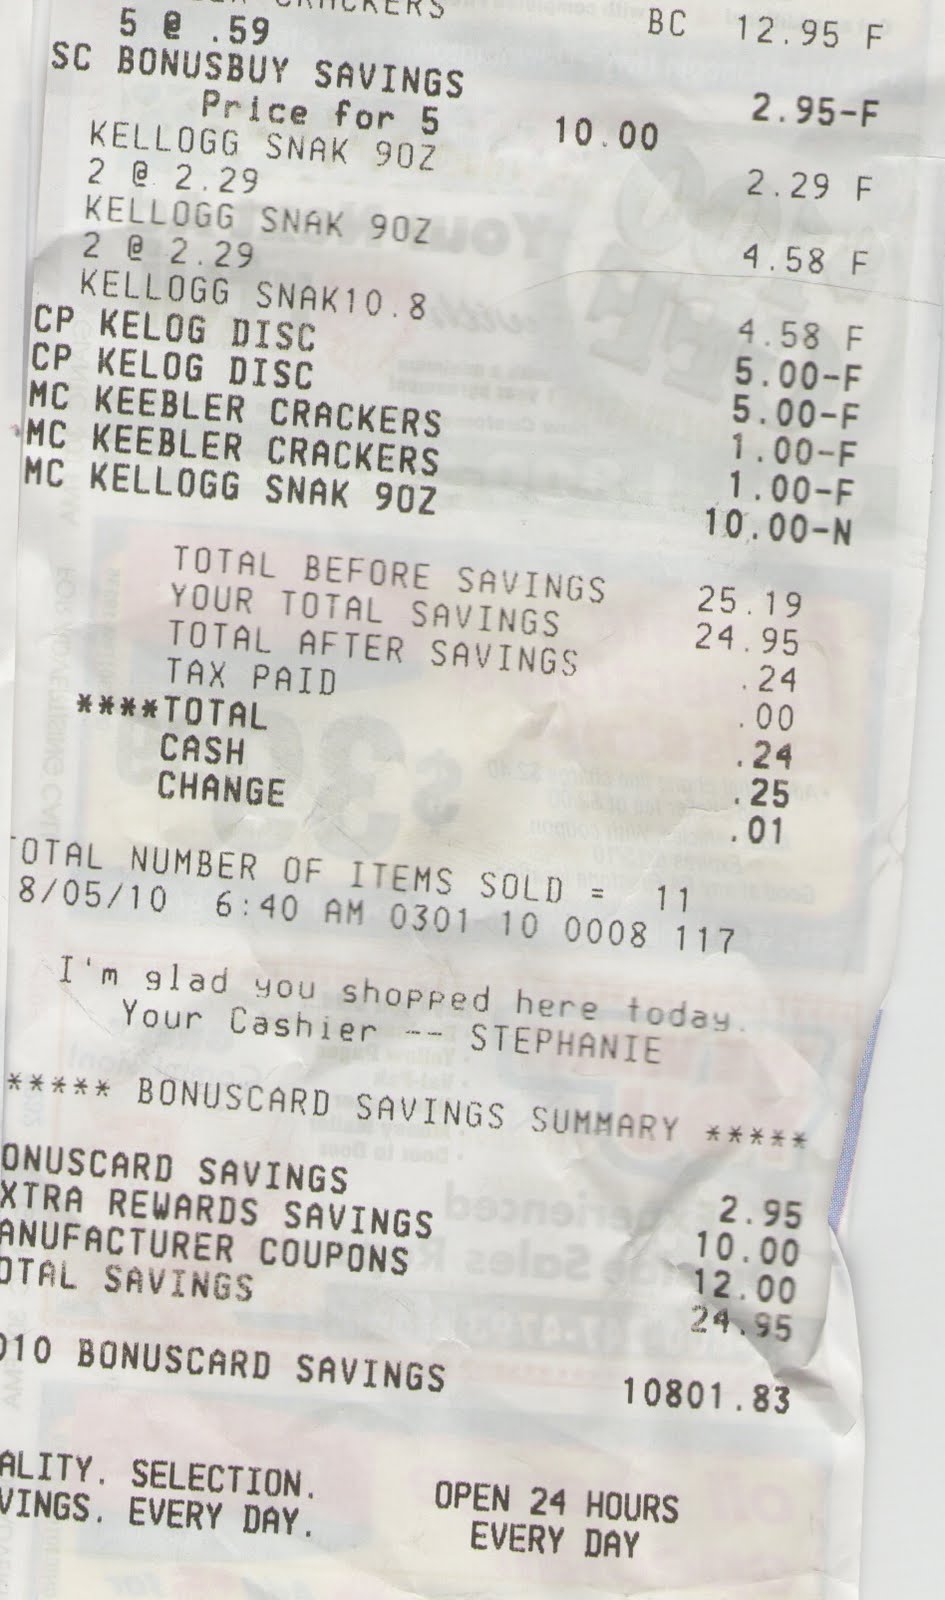 CRACKERS BC 12.95 F
5 @ .59
SC BONUSBUY SAVINGS 2.95-F
Price for 5 10.00
KELLOGG SNAK 9OZ 2.29 F
2 @ 2.29
KELLOGG SNAK 9OZ 4.58 F
2 @ 2.29
KELLOGG SNAK10.8 4.58 F
CP KELOG DISC 5.00-F
CP KELOG DISC 5.00-F
MC KEEBLER CRACKERS 1.00-F
MC KEEBLER CRACKERS 1.00-F
MC KELLOGG SNAK 9OZ 10.00-N
TOTAL BEFORE SAVINGS 25.19
YOUR TOTAL SAVINGS 24.95
TOTAL AFTER SAVINGS .24
TAX PAID .00
****TOTAL .24
CASH .25
CHANGE .01
TOTAL NUMBER OF ITEMS SOLD = 11
8/05/10 6:40 AM 0301 10 0008 117
I'm glad you shopped here today.
Your Cashier -- STEPHANIE
***** BONUSCARD SAVINGS SUMMARY *****
ONUSCARD SAVINGS 2.95
XTRA REWARDS SAVINGS 10.00
ANUFACTURER COUPONS 12.00
OTAL SAVINGS 24.95
010 BONUSCARD SAVINGS 10801.83
ALITY. SELECTION. OPEN 24 HOURS
VINGS. EVERY DAY. EVERY DAY